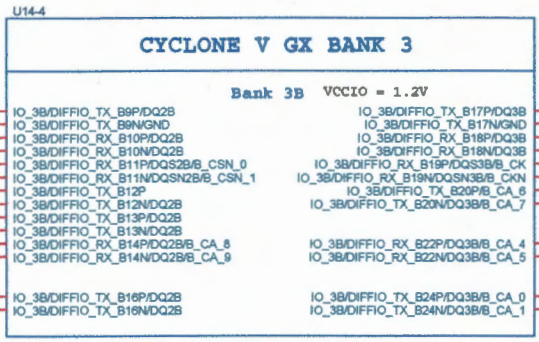 U14-4
CYCLONE V GX BANK 3
Bank 3B VCCIO = 1.2V
IO_3B/DIFFIO_TX_B9P/DQ2B
IO_3B/DIFFIO_TX_B9N/GND
IO_3B/DIFFIO_RX_B10P/DQ2B
IO_3B/DIFFIO_RX_B10N/DQ2B
IO_3B/DIFFIO_RX_B11P/DQS2B/B_CSN_0
IO_3B/DIFFIO_RX_B11N/DQSN2B/B_CSN_1
IO_3B/DIFFIO_TX_B12P
IO_3B/DIFFIO_TX_B12N/DQ2B
IO_3B/DIFFIO_TX_B13P/DQ2B
IO_3B/DIFFIO_TX_B13N/DQ2B
IO_3B/DIFFIO_RX_B14P/DQ2B/B_CA_8
IO_3B/DIFFIO_RX_B14N/DQ2B/B_CA_9
IO_3B/DIFFIO_TX_B16P/DQ2B
IO_3B/DIFFIO_TX_B16N/DQ2B
IO_3B/DIFFIO_TX_B17P/DQ3B
IO_3B/DIFFIO_TX_B17N/GND
IO_3B/DIFFIO_RX_B18P/DQ3B
IO_3B/DIFFIO_RX_B18N/DQ3B
IO_3B/DIFFIO_RX_B19P/DQS3B/B_CK
IO_3B/DIFFIO_RX_B19N/DQSN3B/B_CKN
IO_3B/DIFFIO_TX_B20P/B_CA_6
IO_3B/DIFFIO_TX_B20N/DQ3B/B_CA_7
IO_3B/DIFFIO_RX_B22P/DQ3B/B_CA_4
IO_3B/DIFFIO_RX_B22N/DQ3B/B_CA_5
IO_3B/DIFFIO_TX_B24P/DQ3B/B_CA_0
IO_3B/DIFFIO_TX_B24N/DQ3B/B_CA_1